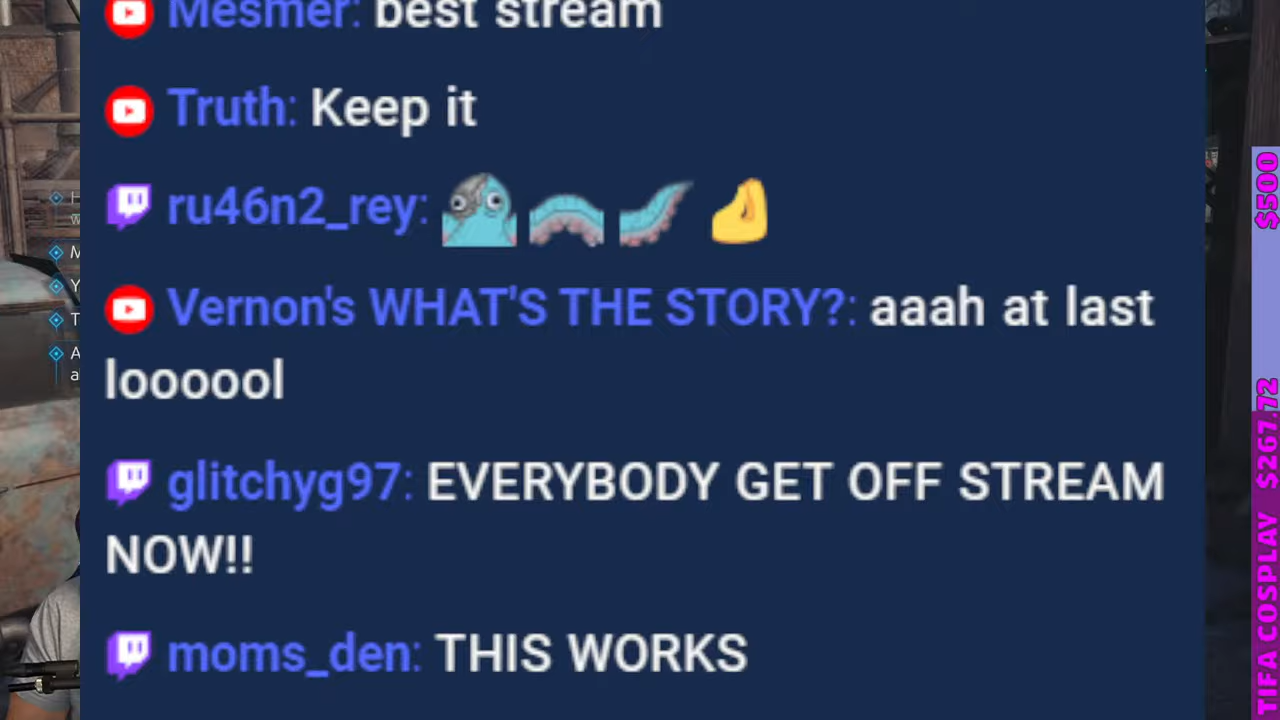 Mesmer: best stream
Truth: Keep it
ru46n2_rey:
Vernon's WHAT'S THE STORY?: aaah at last
loooool
glitchyg97: EVERYBODY GET OFF STREAM
NOW!!
moms_den: THIS WORKS
$500
TIFA COSPLAY $267.72